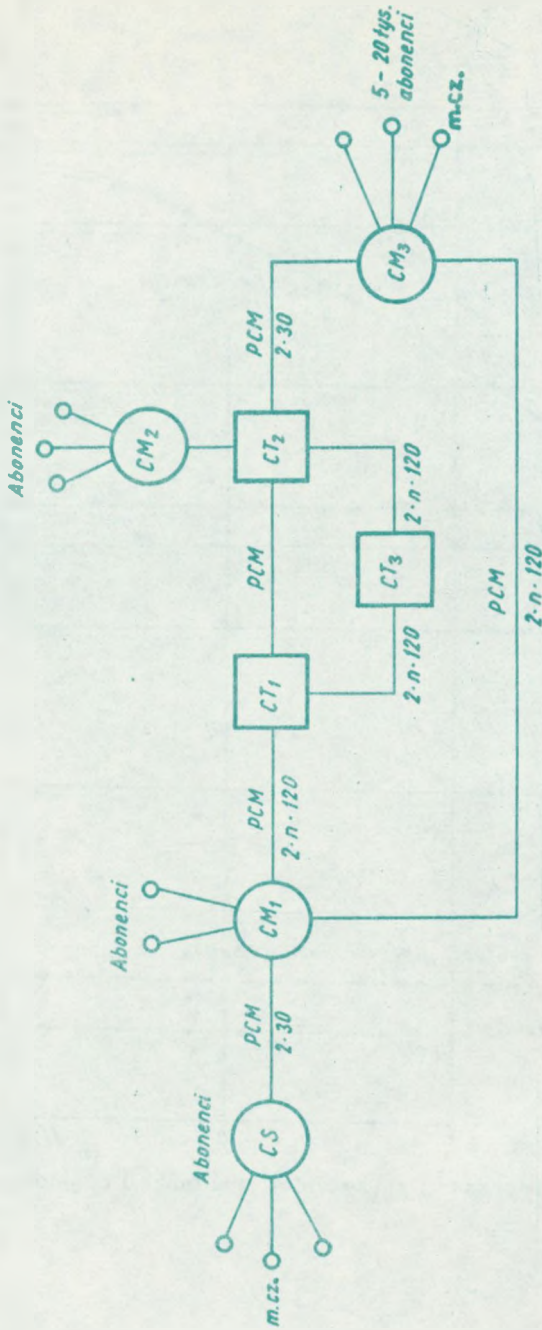 Abonenci
m.cz.
CS
PCM
2·30
Abonenci
CM1
PCM
2·n·120
CT1
PCM
2·n·120
CT3
2·n·120
Abonenci
CM2
CT2
PCM
2·30
CM3
5-20 tys.
abonenci
m.cz.
PCM
2·n·120